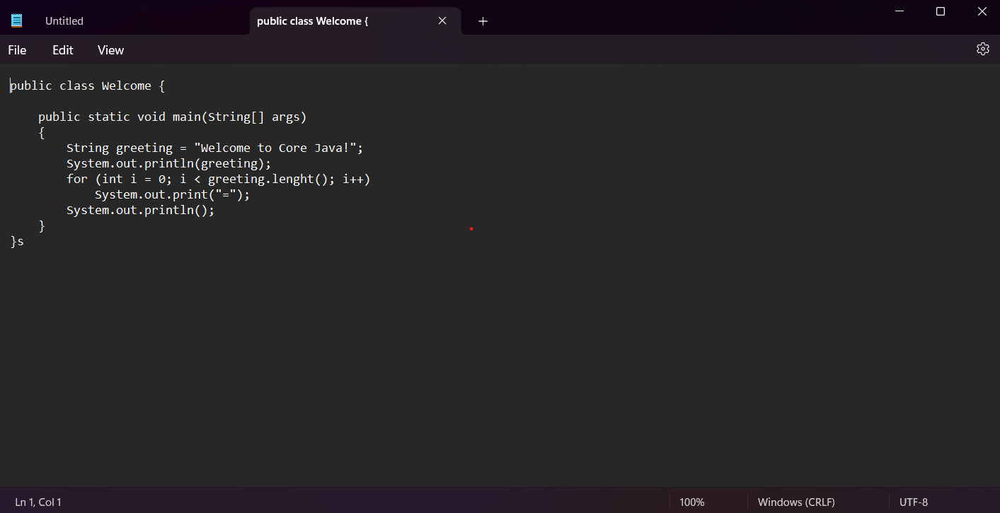 Untitled
public class Welcome {
File Edit View
public class Welcome {
    public static void main(String[] args)
    {
        String greeting = "Welcome to Core Java!";
        System.out.println(greeting);
        for (int i = 0; i < greeting.lenght(); i++)
            System.out.print("=");
        System.out.println();
    }
}s
Ln 1, Col 1
100%
Windows (CRLF)
UTF-8